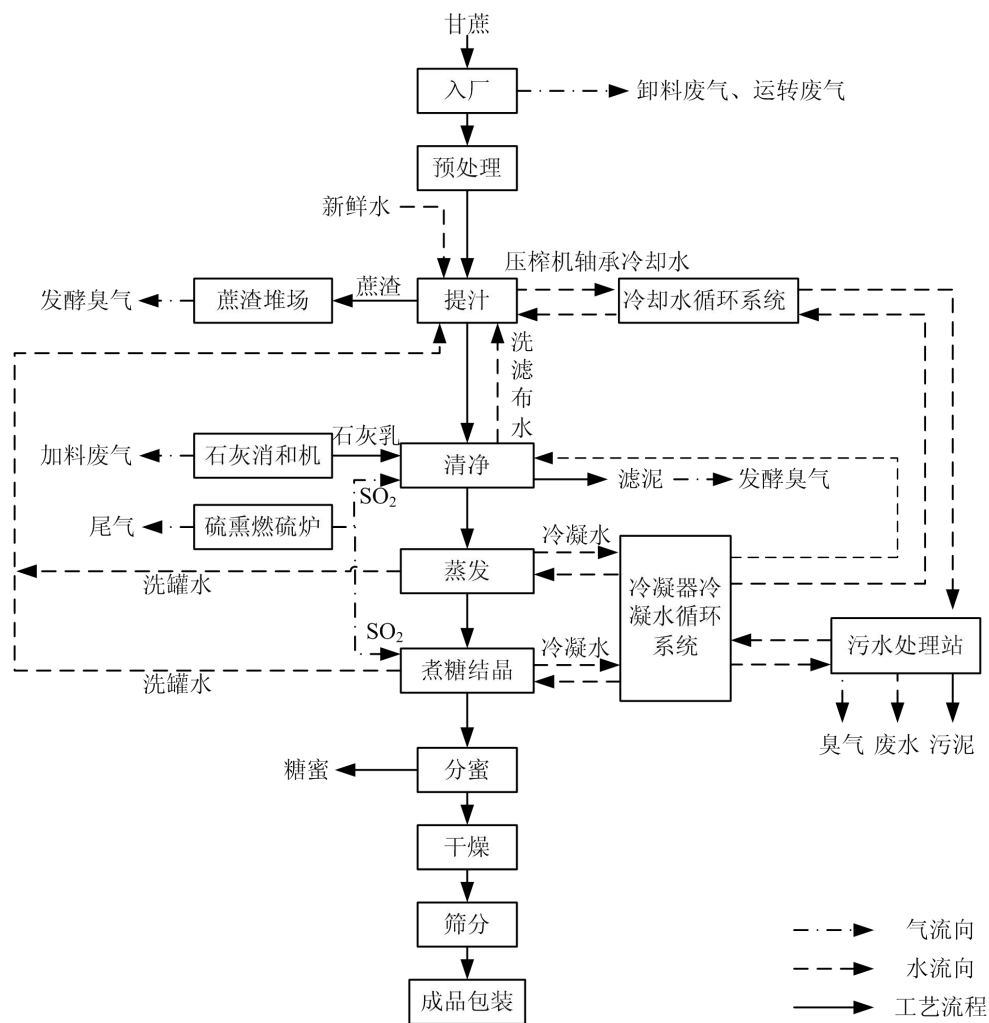 甘蔗
入厂
卸料废气、运转废气
预处理
新鲜水
压榨机轴承冷却水
发酵臭气
蔗渣堆场
蔗渣
提汁
冷却水循环系统
洗
滤
布
水
加料废气
石灰消和机
石灰乳
清净
滤泥
发酵臭气
SO₂
尾气
硫熏燃硫炉
冷凝水
蒸发
洗罐水
冷凝器冷
凝水循环
系统
SO₂
冷凝水
煮糖结晶
洗罐水
污水处理站
臭气
废水
污泥
糖蜜
分蜜
干燥
筛分
成品包装
气流向
水流向
工艺流程